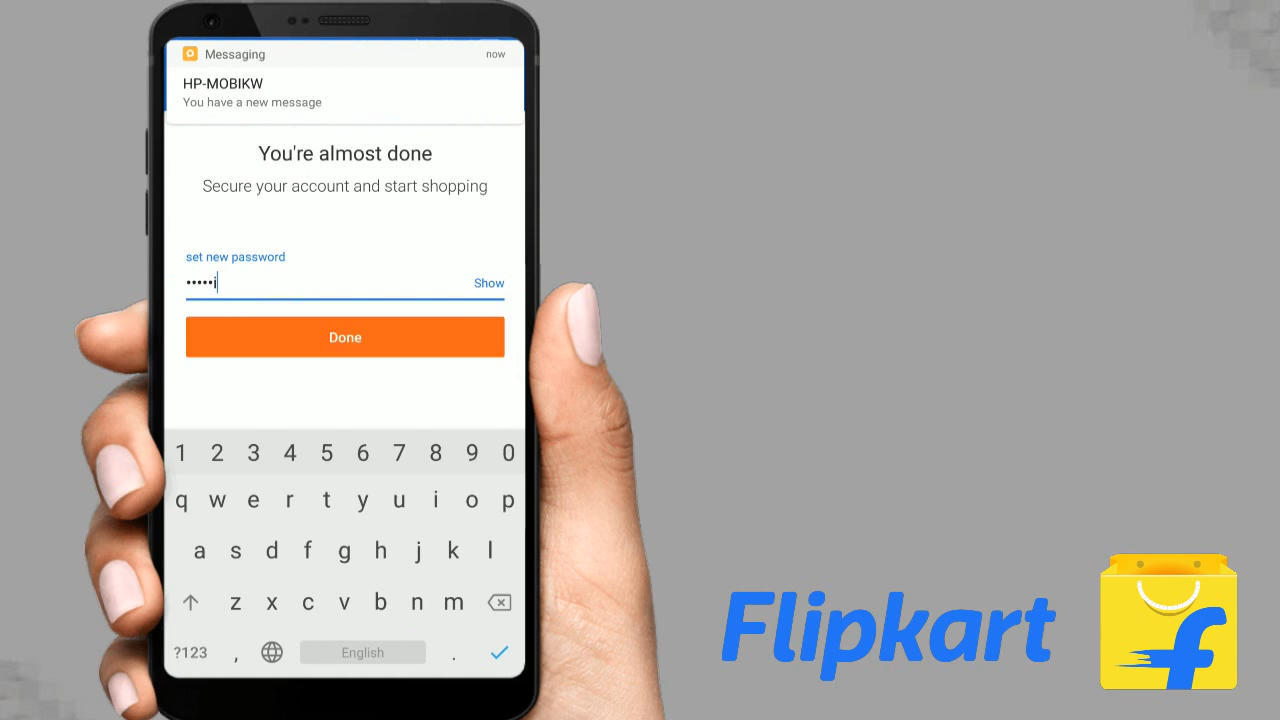 Messaging now
HP-MOBIKW
You have a new message
You're almost done
Secure your account and start shopping
set new password
•••••i Show
Done
1 2 3 4 5 6 7 8 9 0
q w e r t y u i o p
a s d f g h j k l
z x c v b n m
?123 , English .
Flipkart
f